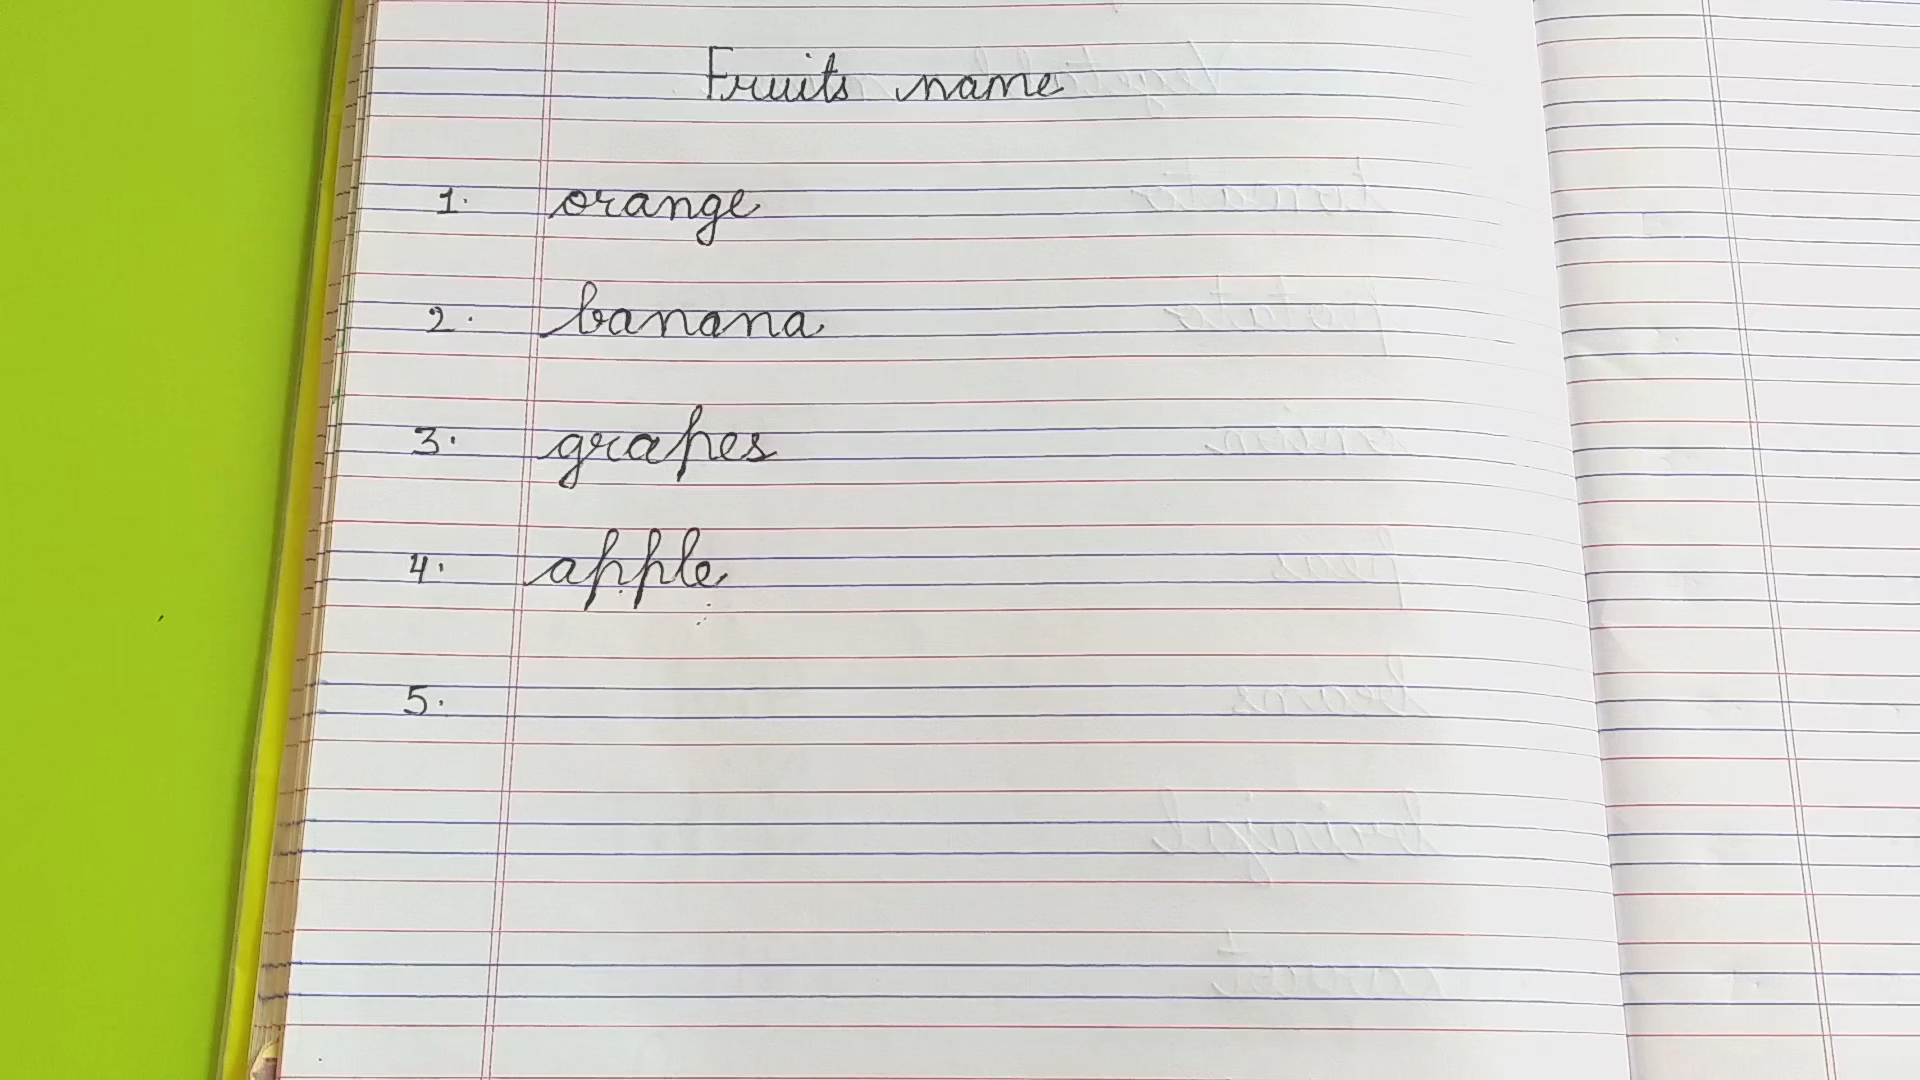 Fruits name
1. orange
2. banana
3. grapes
4. apple
5.